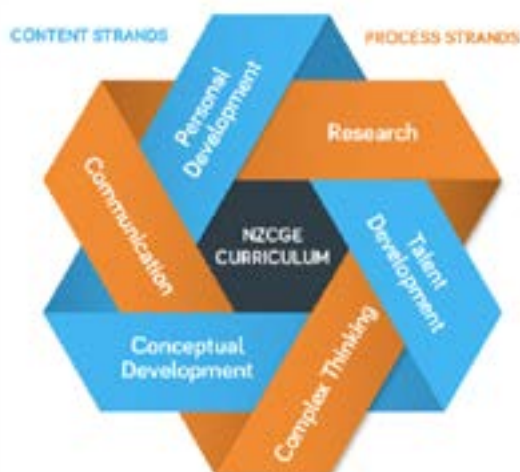 CONTENT STRANDS
PROCESS STRANDS
Personal
Development
Research
Communication
NZCGE
CURRICULUM
Talent
Development
Conceptual
Development
Complex Thinking